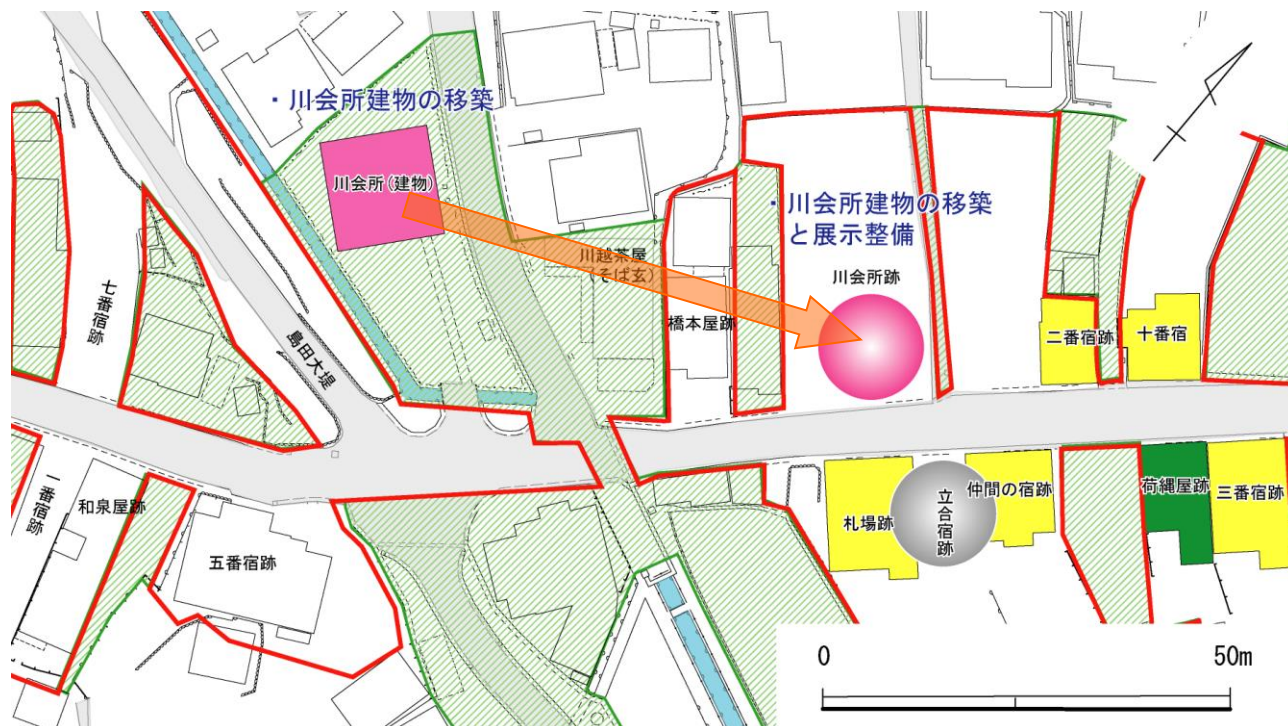 ・川会所建物の移築
川会所(建物)
・川会所建物の移築
と展示整備
川越茶屋
(そば玄)
川会所跡
橋本屋跡
二番宿跡
十番宿
七番宿跡
島田大堤
一番宿跡
和泉屋跡
五番宿跡
札場跡
立合宿跡
仲間の宿跡
荷縄屋跡
三番宿跡
0
50m